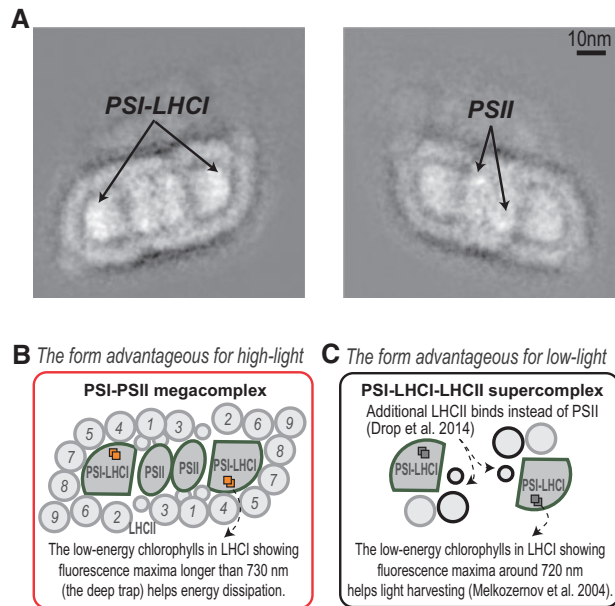 A
10nm
PSI-LHCI
PSII
B The form advantageous for high-light
PSI-PSII megacomplex
4 1 3 2 6 9
5 8
7 7
8 5
9 6 2 3 1 4
PSI-LHCI PSII PSII PSI-LHCI
LHCII
The low-energy chlorophylls in LHCI showing
fluorescence maxima longer than 730 nm
(the deep trap) helps energy dissipation.
C The form advantageous for low-light
PSI-LHCI-LHCII supercomplex
Additional LHCII binds instead of PSII
(Drop et al. 2014)
PSI-LHCI
PSI-LHCI
The low-energy chlorophylls in LHCI showing
fluorescence maxima around 720 nm
helps light harvesting (Melkozernov et al. 2004).